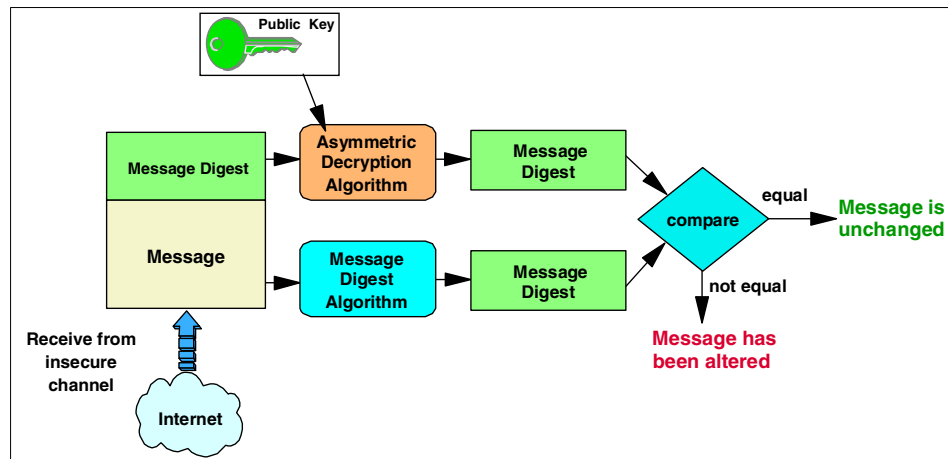 Public Key
Message Digest
Asymmetric
Decryption
Algorithm
Message
Digest
compare
equal
Message is
unchanged
Message
Message
Digest
Algorithm
Message
Digest
not equal
Message has
been altered
Receive from
insecure
channel
Internet